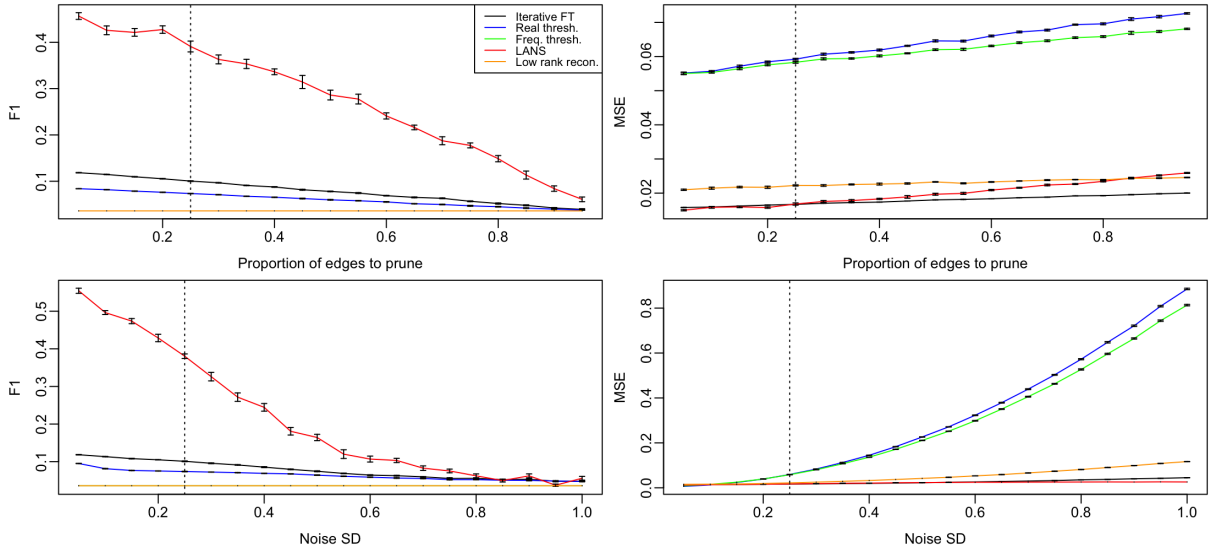 Iterative FT
Real thresh.
Freq. thresh.
LANS
Low rank recon.
F1
0.1
0.2
0.3
0.4
0.2
0.4
0.6
0.8
Proportion of edges to prune
MSE
0.02
0.04
0.06
0.2
0.4
0.6
0.8
Proportion of edges to prune
F1
0.1
0.2
0.3
0.4
0.5
0.2
0.4
0.6
0.8
1.0
Noise SD
MSE
0.0
0.2
0.4
0.6
0.8
0.2
0.4
0.6
0.8
1.0
Noise SD